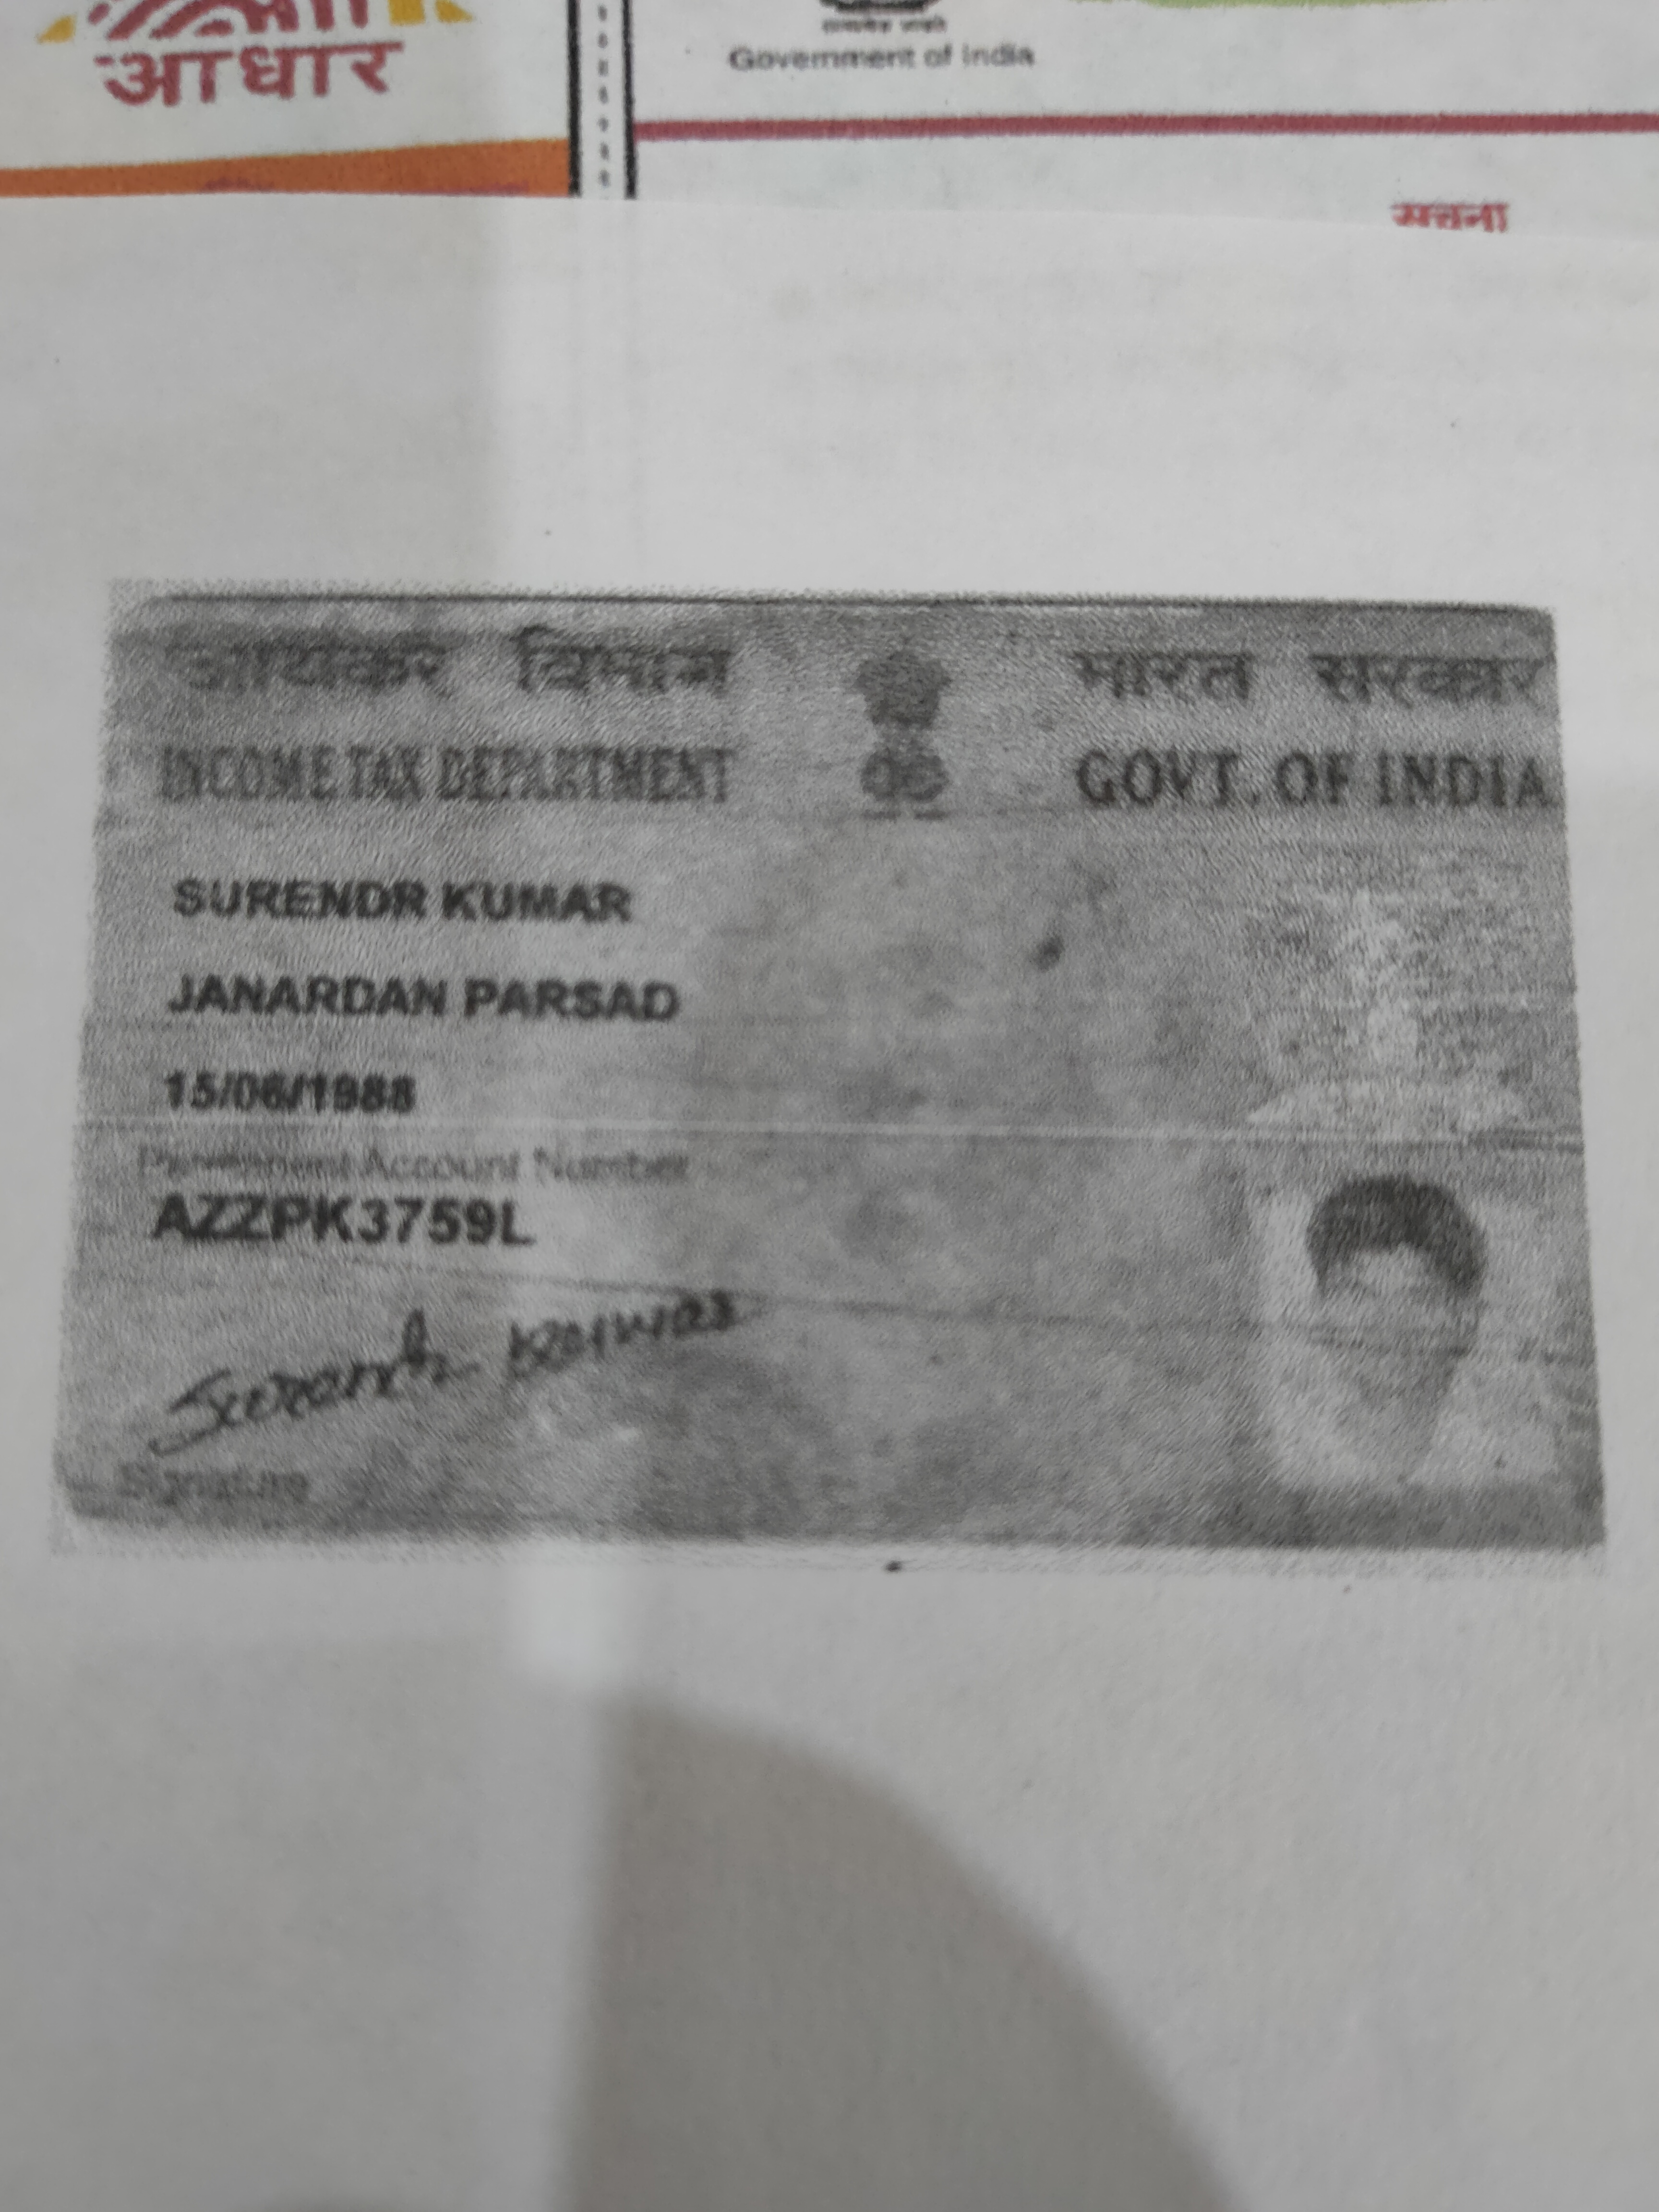 आधार
Government of India
सूचना
आयकर विभाग
भारत सरकार
INCOME TAX DEPARTMENT
GOVT. OF INDIA
SURENDR KUMAR
JANARDAN PARSAD
15/06/1988
Permanent Account Number
AZZPK3759L
Signature